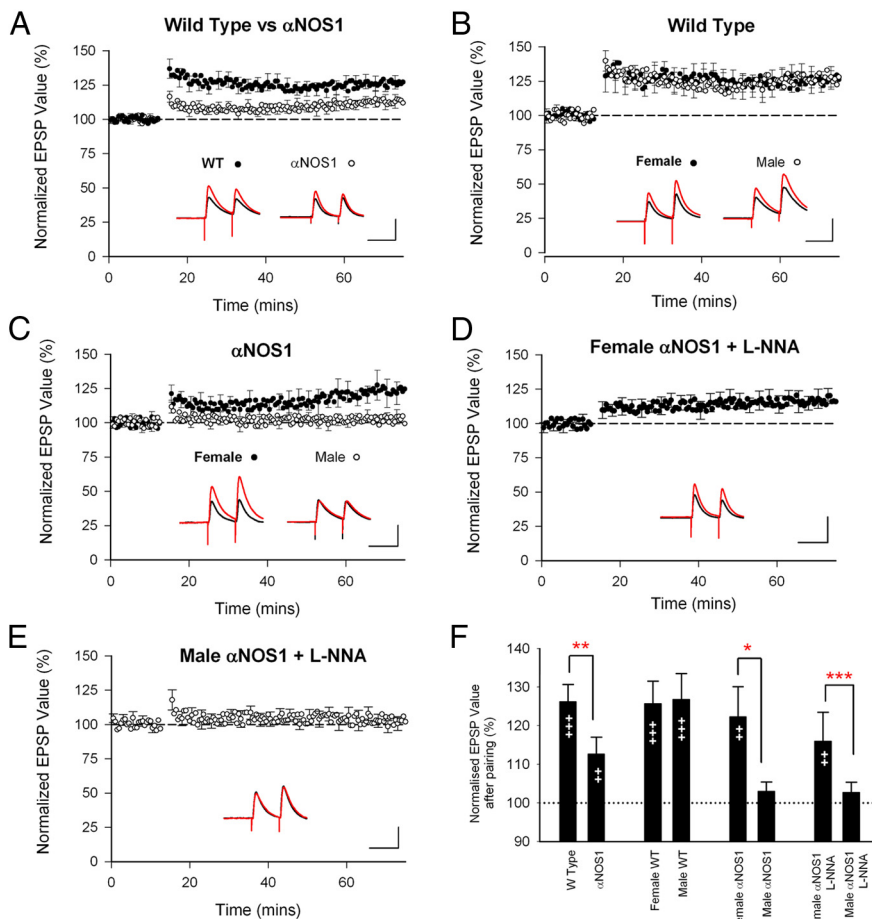 A
Wild Type vs αNOS1
Normalized EPSP Value (%)
150
125
100
75
50
25
0
WT
αNOS1
0
20
40
60
Time (mins)
B
Wild Type
Normalized EPSP Value (%)
150
125
100
75
50
25
0
Female
Male
0
20
40
60
Time (mins)
C
αNOS1
Normalized EPSP Value (%)
150
125
100
75
50
25
0
Female
Male
0
20
40
60
Time (mins)
D
Female αNOS1 + L-NNA
Normalized EPSP Value (%)
150
125
100
75
50
25
0
0
20
40
60
Time (mins)
E
Male αNOS1 + L-NNA
Normalized EPSP Value (%)
150
125
100
75
50
25
0
0
20
40
60
Time (mins)
F
Normalised EPSP Value
after pairing (%)
140
130
120
110
100
90
**
*
***
+++
++
+++
+++
++
++
W Type
αNOS1
Female WT
Male WT
emale αNOS1
Male αNOS1
male αNOS1
L-NNA
Male αNOS1
L-NNA